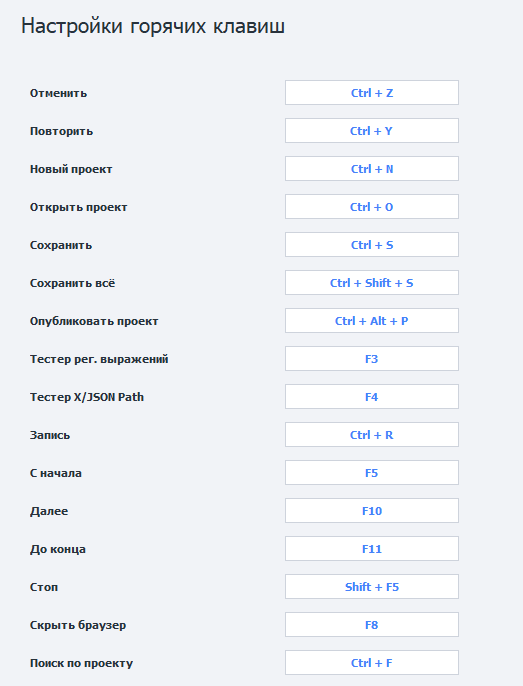 Настройки горячих клавиш
Отменить Ctrl + Z
Повторить Ctrl + Y
Новый проект Ctrl + N
Открыть проект Ctrl + O
Сохранить Ctrl + S
Сохранить всё Ctrl + Shift + S
Опубликовать проект Ctrl + Alt + P
Тестер рег. выражений F3
Тестер X/JSON Path F4
Запись Ctrl + R
С начала F5
Далее F10
До конца F11
Стоп Shift + F5
Скрыть браузер F8
Поиск по проекту Ctrl + F